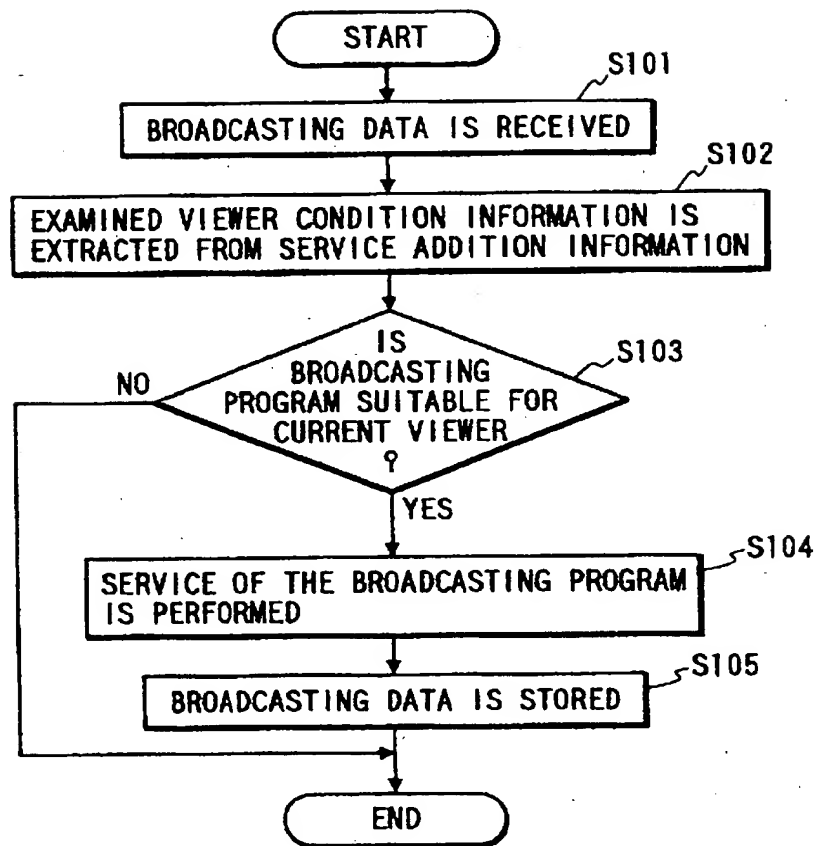 START
S101
BROADCASTING DATA IS RECEIVED
S102
EXAMINED VIEWER CONDITION INFORMATION IS
EXTRACTED FROM SERVICE ADDITION INFORMATION
S103
IS
BROADCASTING
PROGRAM SUITABLE FOR
CURRENT VIEWER
?
NO
YES
S104
SERVICE OF THE BROADCASTING PROGRAM
IS PERFORMED
S105
BROADCASTING DATA IS STORED
END